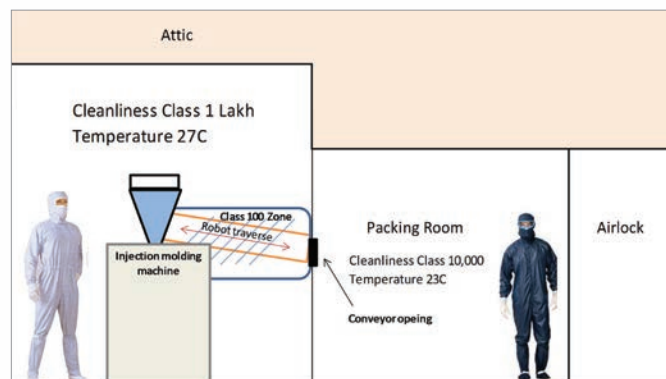 Attic
Cleanliness Class 1 Lakh
Temperature 27C
Class 100 Zone
Robot traverse
Injection molding
machine
Packing Room
Cleanliness Class 10,000
Temperature 23C
Conveyor opeing
Airlock